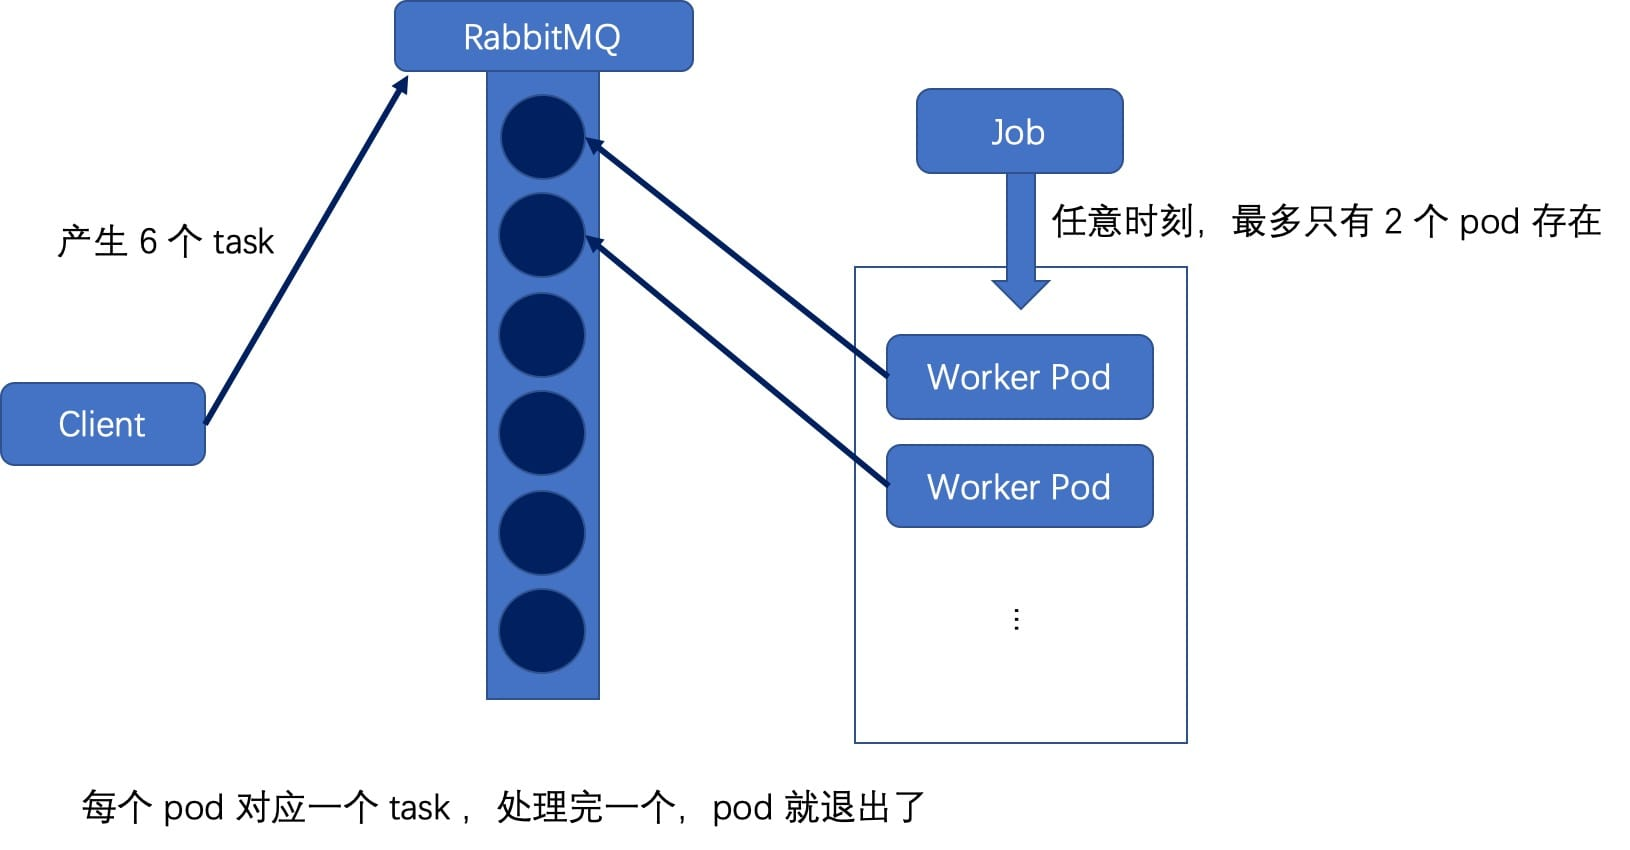 RabbitMQ
Job
任意时刻，最多只有 2 个 pod 存在
产生 6 个 task
Worker Pod
Client
Worker Pod
...
每个 pod 对应一个 task ，处理完一个，pod 就退出了